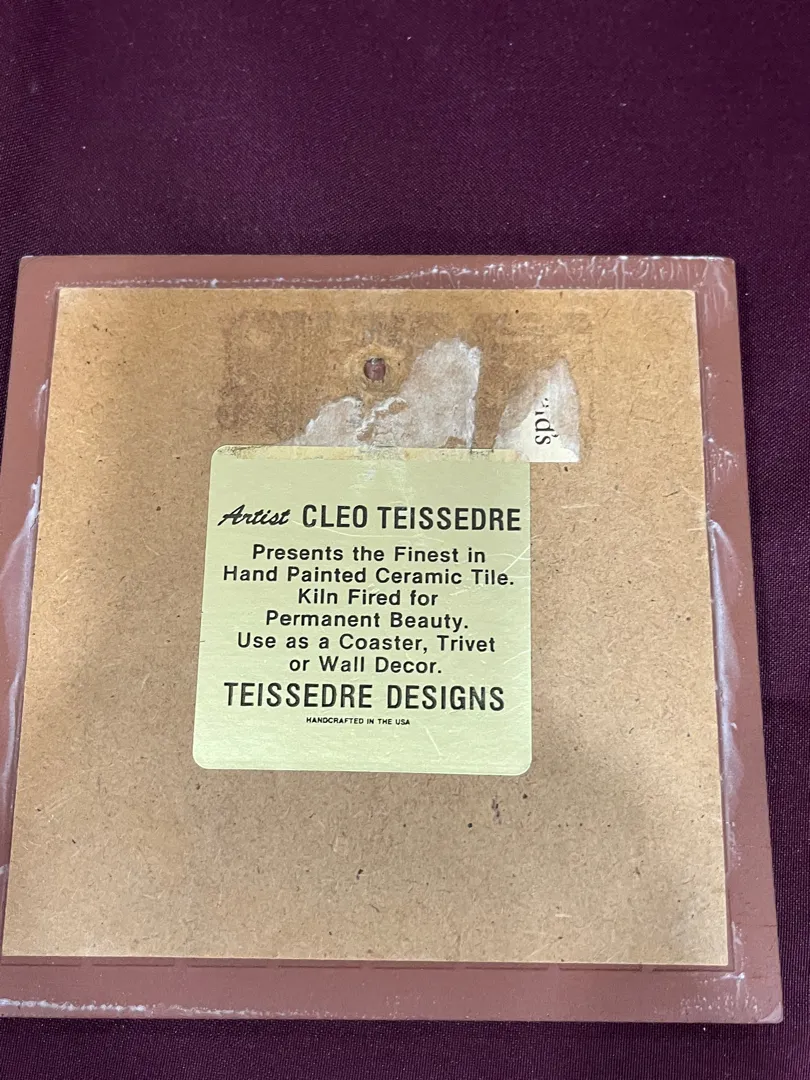 Artist CLEO TEISSEDRE
Presents the Finest in
Hand Painted Ceramic Tile.
Kiln Fired for
Permanent Beauty.
Use as a Coaster, Trivet
or Wall Decor.
TEISSEDRE DESIGNS
HANDCRAFTED IN THE USA